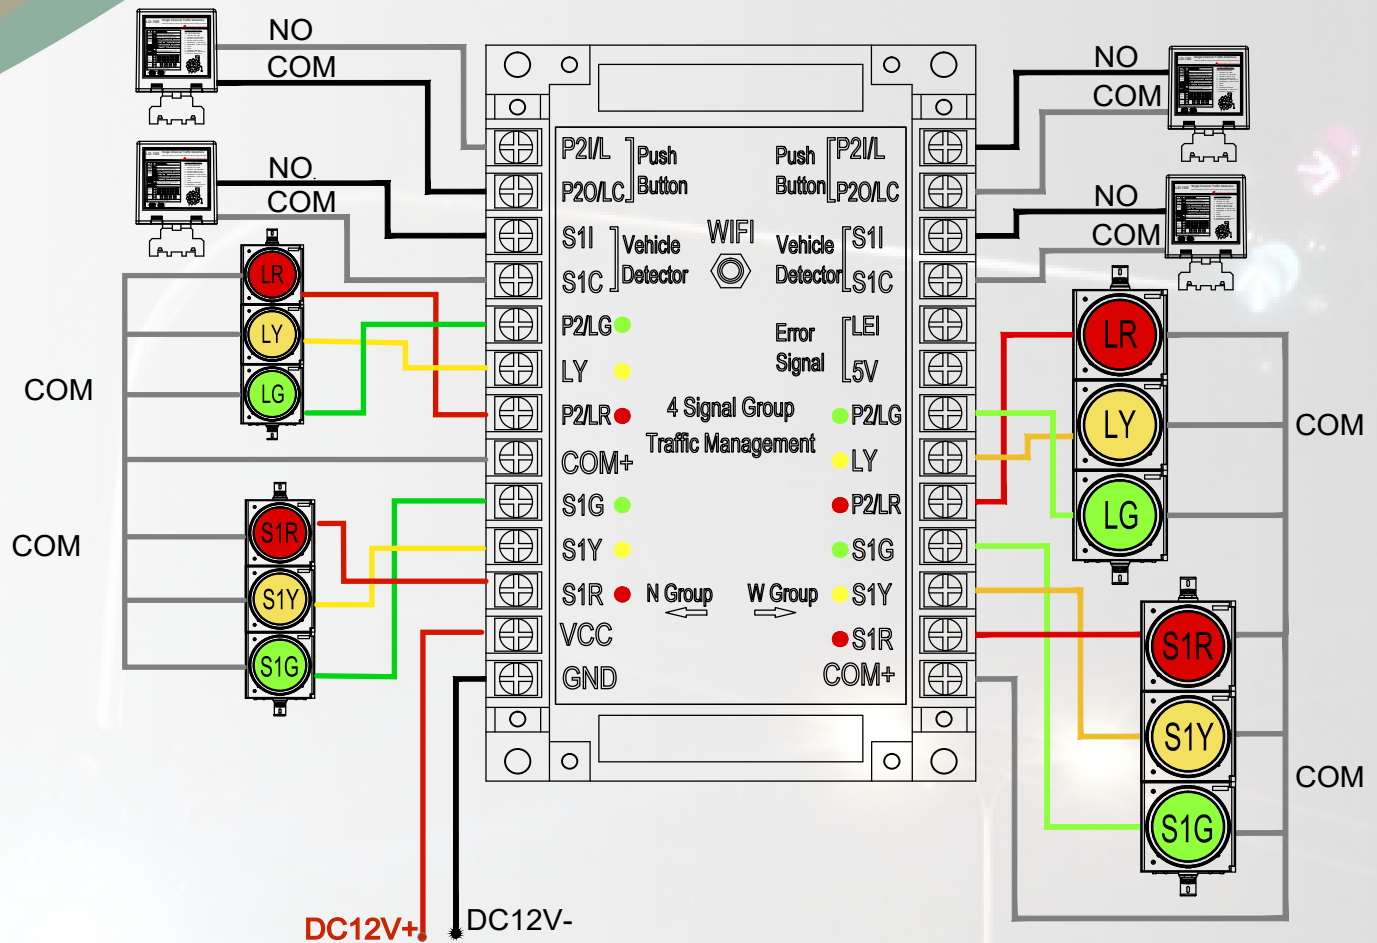 NO
COM
NO.
COM
NO
COM
NO
COM
P2I/L
P2O/LC
Push
Button
S1I
S1C
Vehicle
Detector
WIFI
Push
Button
P2I/L
P2O/LC
Vehicle
Detector
S1I
S1C
P2/LG
LY
P2/LR
COM+
S1G
S1Y
S1R
VCC
GND
Error
Signal
LEI
5V
4 Signal Group
Traffic Management
P2/LG
LY
P2/LR
S1G
S1Y
S1R
COM+
N Group
W Group
LR
LY
LG
COM
S1R
S1Y
S1G
COM
LR
LY
LG
COM
S1R
S1Y
S1G
COM
DC12V+
DC12V-